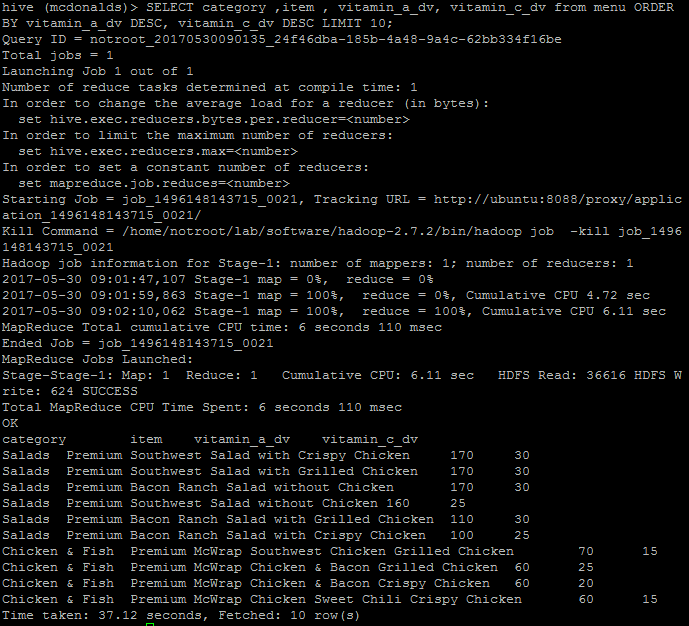 hive (mcdonalds)> SELECT category ,item , vitamin_a_dv, vitamin_c_dv from menu ORDER
BY vitamin_a_dv DESC, vitamin_c_dv DESC LIMIT 10;
Query ID = notroot_20170530090135_24f46dba-185b-4a48-9a4c-62bb334f16be
Total jobs = 1
Launching Job 1 out of 1
Number of reduce tasks determined at compile time: 1
In order to change the average load for a reducer (in bytes):
  set hive.exec.reducers.bytes.per.reducer=<number>
In order to limit the maximum number of reducers:
  set hive.exec.reducers.max=<number>
In order to set a constant number of reducers:
  set mapreduce.job.reduces=<number>
Starting Job = job_1496148143715_0021, Tracking URL = http://ubuntu:8088/proxy/applic
ation_1496148143715_0021/
Kill Command = /home/notroot/lab/software/hadoop-2.7.2/bin/hadoop job  -kill job_1496
148143715_0021
Hadoop job information for Stage-1: number of mappers: 1; number of reducers: 1
2017-05-30 09:01:47,107 Stage-1 map = 0%,  reduce = 0%
2017-05-30 09:01:59,863 Stage-1 map = 100%,  reduce = 0%, Cumulative CPU 4.72 sec
2017-05-30 09:02:10,062 Stage-1 map = 100%,  reduce = 100%, Cumulative CPU 6.11 sec
MapReduce Total cumulative CPU time: 6 seconds 110 msec
Ended Job = job_1496148143715_0021
MapReduce Jobs Launched:
Stage-Stage-1: Map: 1  Reduce: 1   Cumulative CPU: 6.11 sec   HDFS Read: 36616 HDFS W
rite: 624 SUCCESS
Total MapReduce CPU Time Spent: 6 seconds 110 msec
OK
category        item    vitamin_a_dv    vitamin_c_dv
Salads  Premium Southwest Salad with Crispy Chicken     170     30
Salads  Premium Southwest Salad with Grilled Chicken    170     30
Salads  Premium Bacon Ranch Salad without Chicken       170     30
Salads  Premium Southwest Salad without Chicken 160     25
Salads  Premium Bacon Ranch Salad with Grilled Chicken  110     30
Salads  Premium Bacon Ranch Salad with Crispy Chicken   100     25
Chicken & Fish  Premium McWrap Southwest Chicken Grilled Chicken        70      15
Chicken & Fish  Premium McWrap Chicken & Bacon Grilled Chicken  60      25
Chicken & Fish  Premium McWrap Chicken & Bacon Crispy Chicken   60      20
Chicken & Fish  Premium McWrap Chicken Sweet Chili Crispy Chicken       60      15
Time taken: 37.12 seconds, Fetched: 10 row(s)